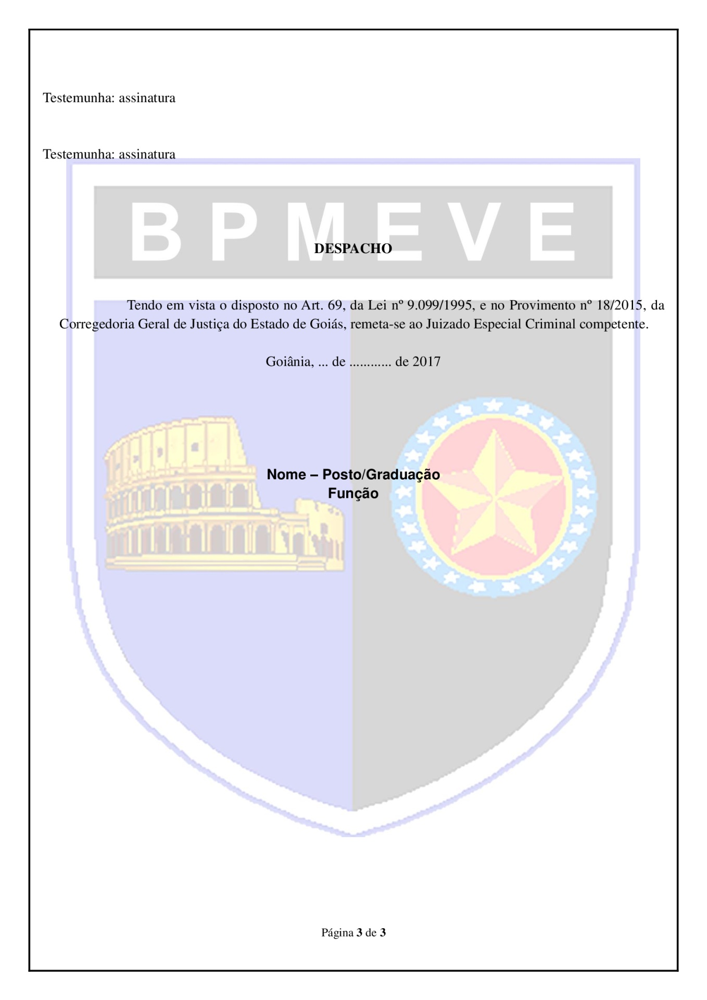 Testemunha: assinatura
Testemunha: assinatura
B P M E V E
DESPACHO
Tendo em vista o disposto no Art. 69, da Lei nº 9.099/1995, e no Provimento nº 18/2015, da
Corregedoria Geral de Justiça do Estado de Goiás, remeta-se ao Juizado Especial Criminal competente.
Goiânia, ... de ............ de 2017
Nome – Posto/Graduação
Função
Página 3 de 3